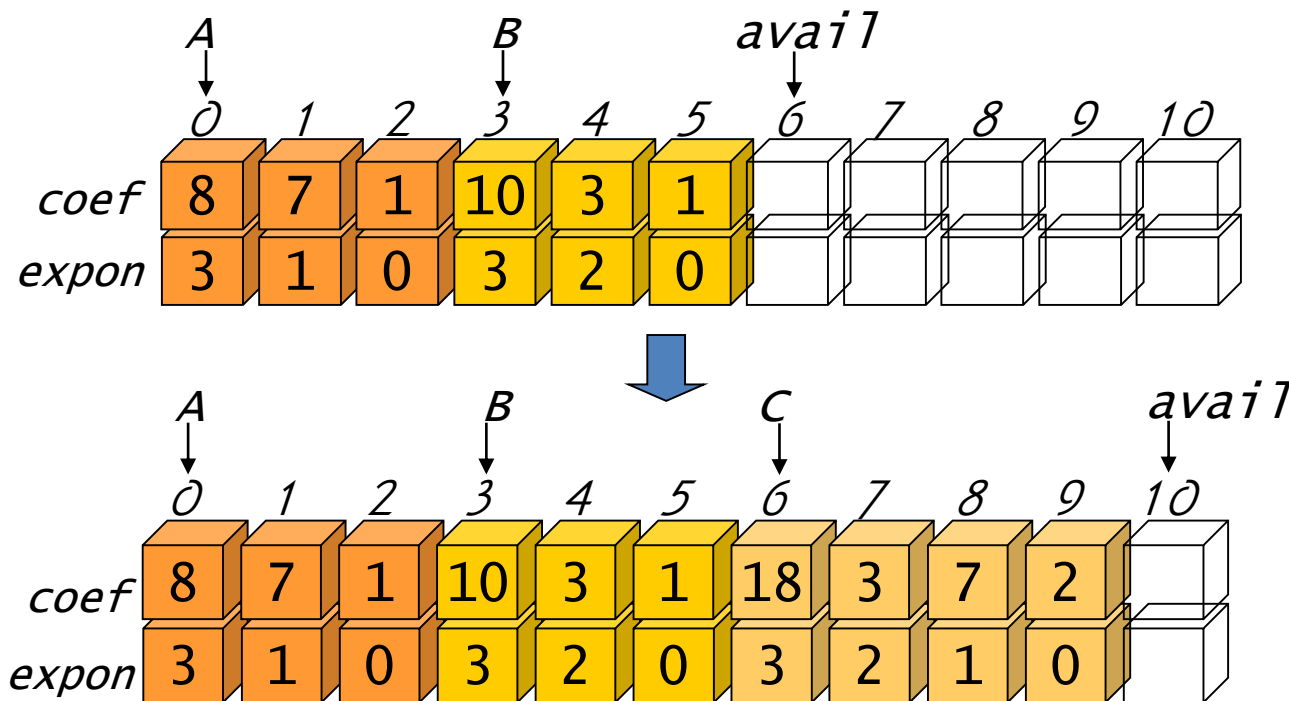 A B avail
0 1 2 3 4 5 6 7 8 9 10
coef 8 7 1 10 3 1
expon 3 1 0 3 2 0
A B C avail
0 1 2 3 4 5 6 7 8 9 10
coef 8 7 1 10 3 1 18 3 7 2
expon 3 1 0 3 2 0 3 2 1 0